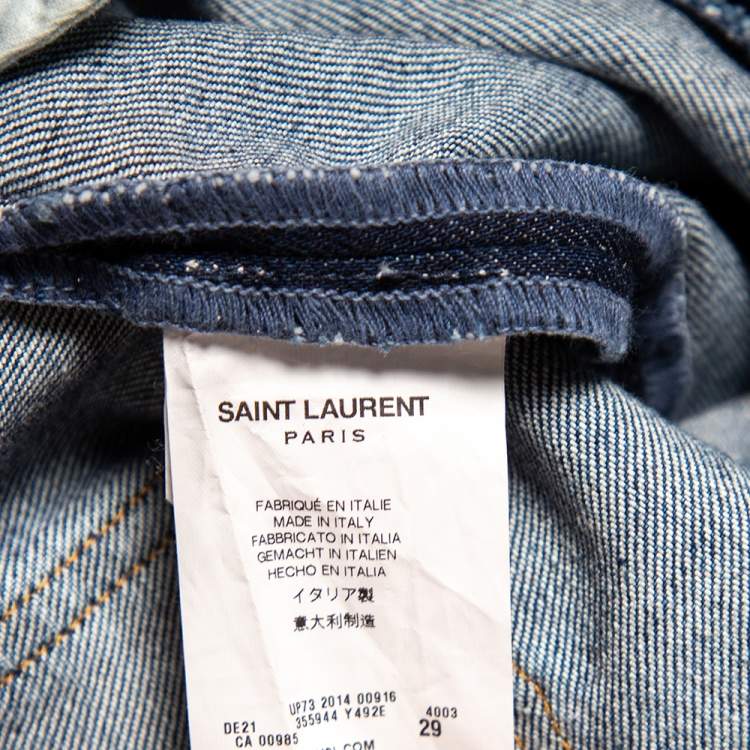 SAINT LAURENT
PARIS
FABRIQUÉ EN ITALIE
MADE IN ITALY
FABBRICATO IN ITALIA
GEMACHT IN ITALIEN
HECHO EN ITALIA
イタリア製
意大利制造
UP73 2014 00916
DE21 355944 Y492E 4003
CA 00985 29